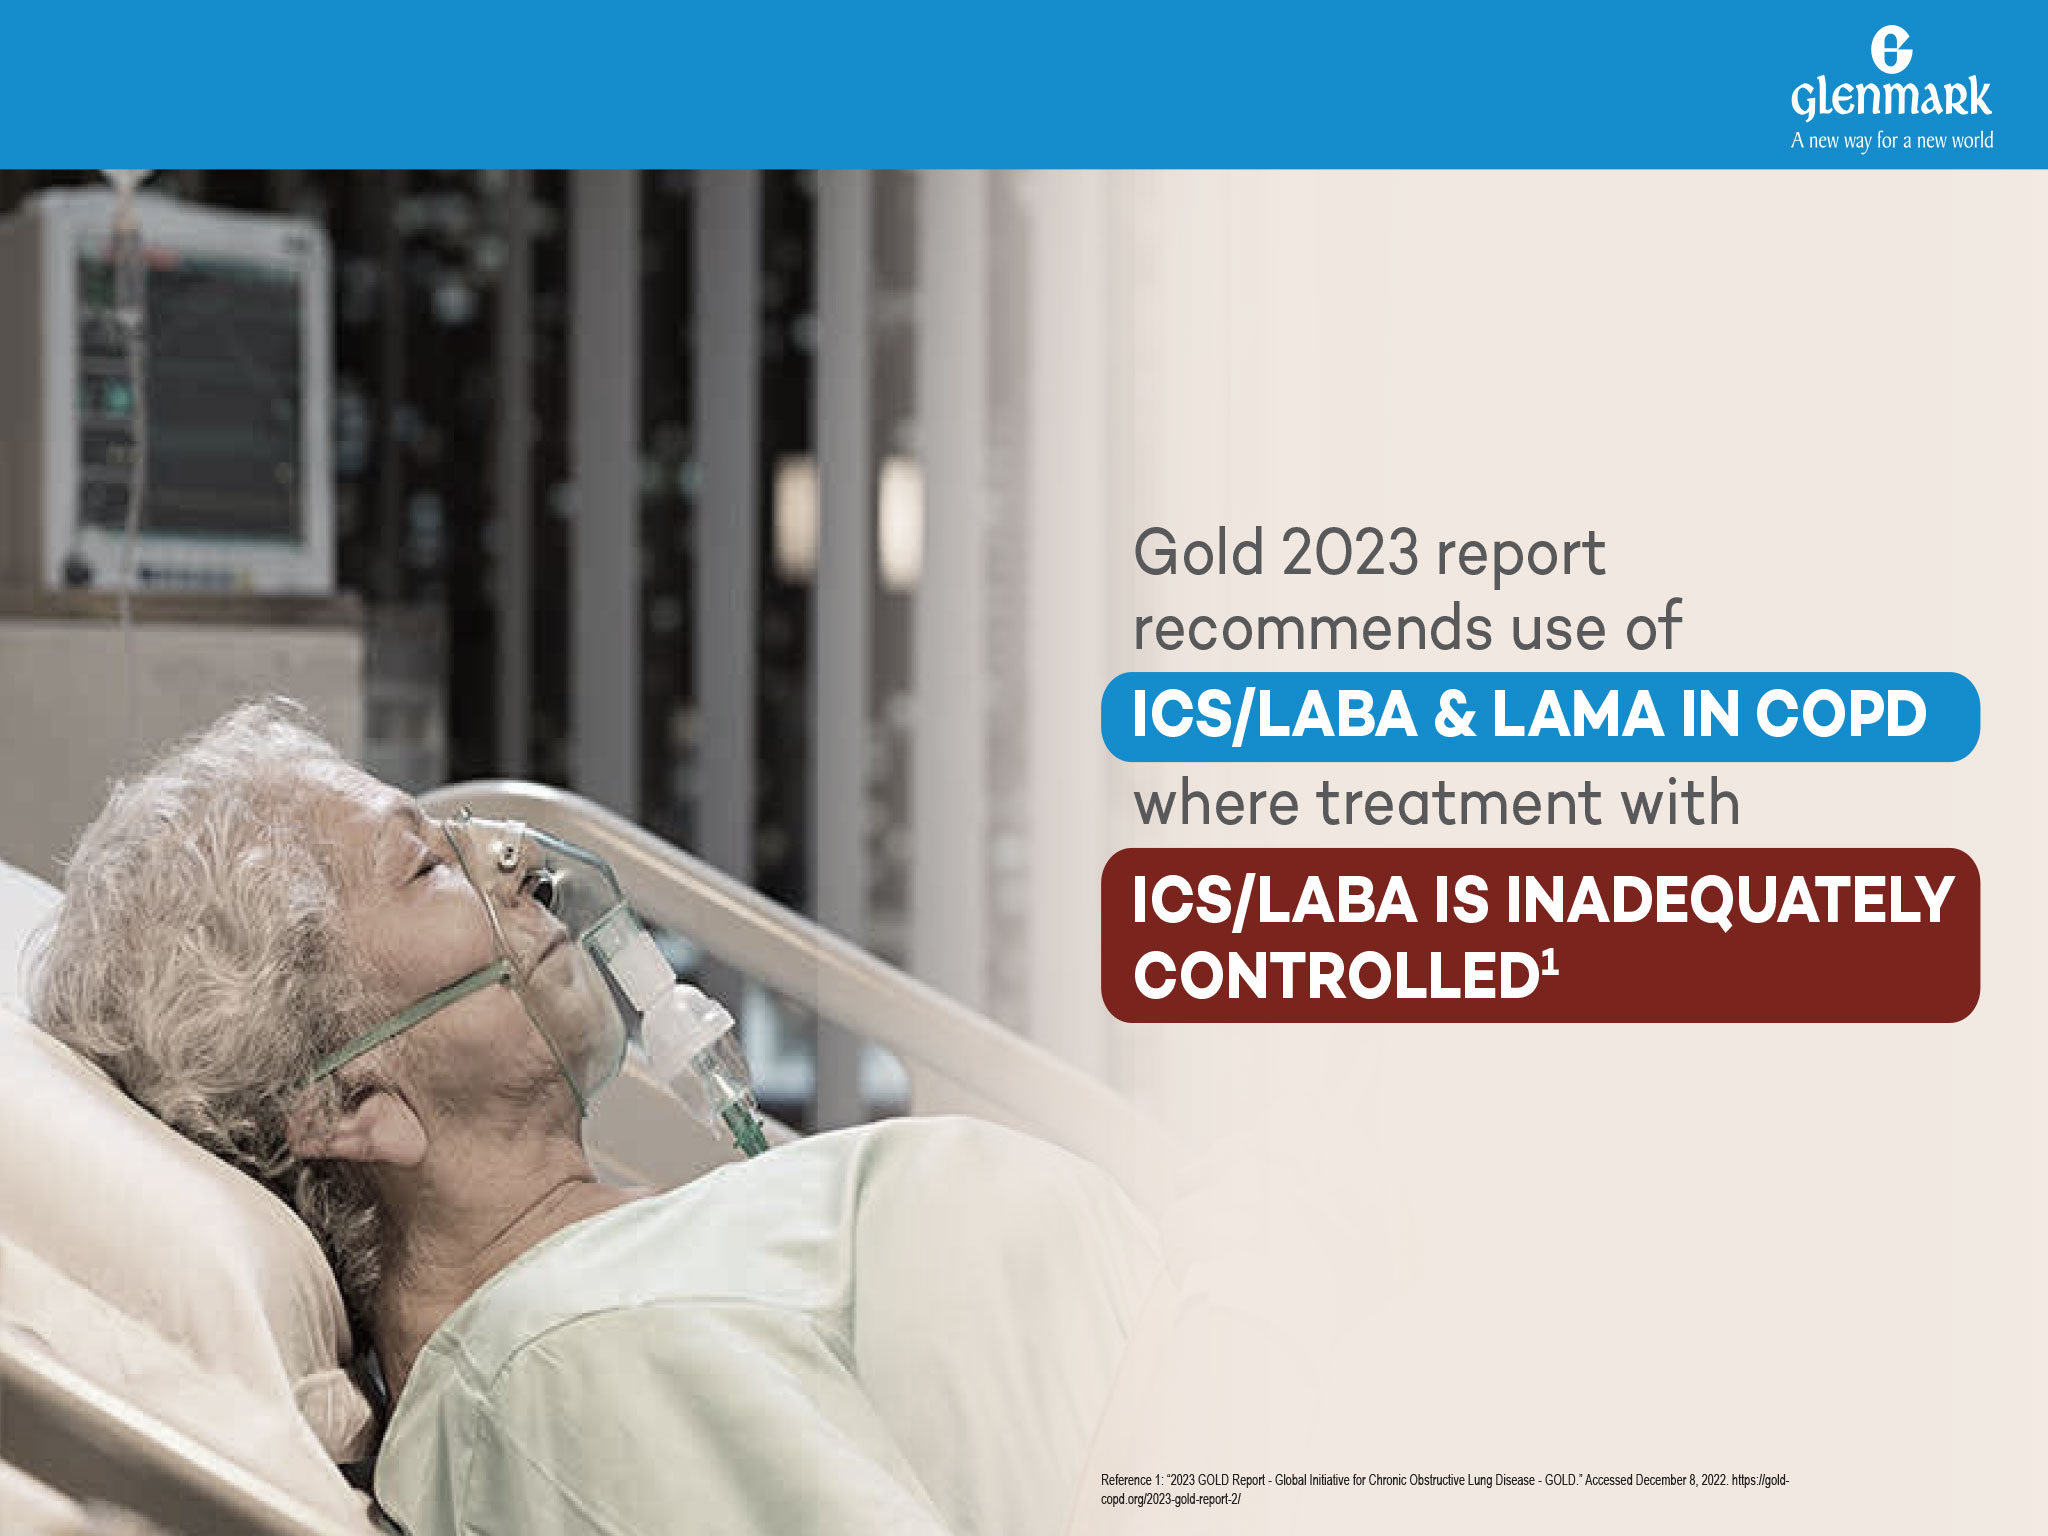 glenmark
A new way for a new world
Gold 2023 report
recommends use of
ICS/LABA & LAMA IN COPD
where treatment with
ICS/LABA IS INADEQUATELY
CONTROLLED¹
Reference 1: “2023 GOLD Report - Global Initiative for Chronic Obstructive Lung Disease - GOLD.” Accessed December 8, 2022. https://gold-
copd.org/2023-gold-report-2/